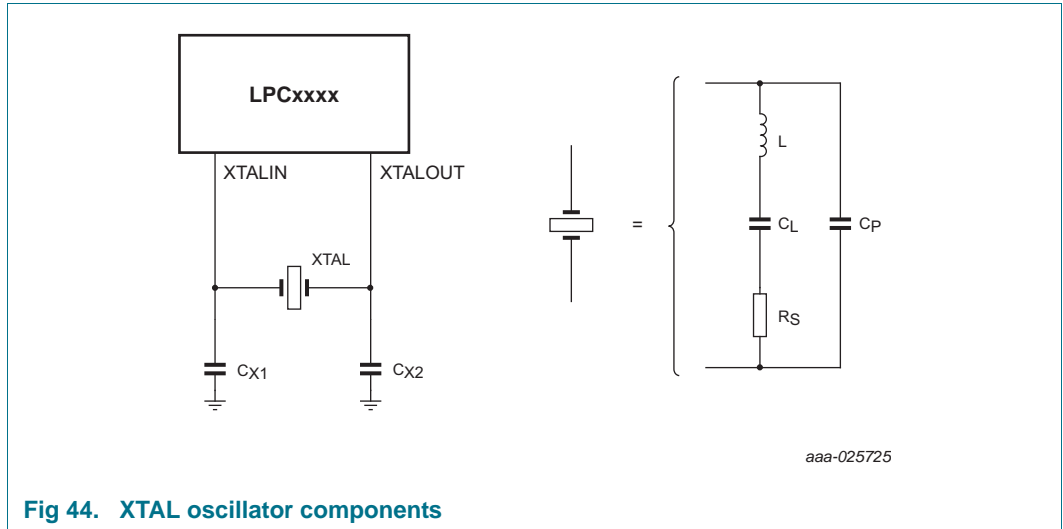 LPCxxxx
XTALIN XTALOUT
XTAL
CX1 CX2
=
L
CL CP
RS
aaa-025725
Fig 44. XTAL oscillator components